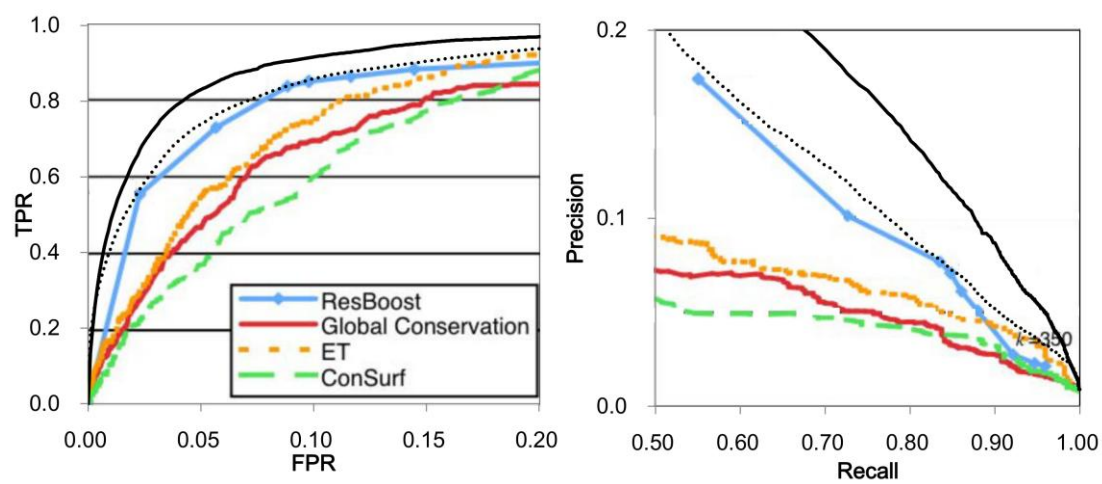 1.0
0.8
0.6
0.4
0.2
0.0
TPR
0.00 0.05 0.10 0.15 0.20
FPR
ResBoost
Global Conservation
ET
ConSurf
0.2
0.1
0.0
Precision
k=350
0.50 0.60 0.70 0.80 0.90 1.00
Recall